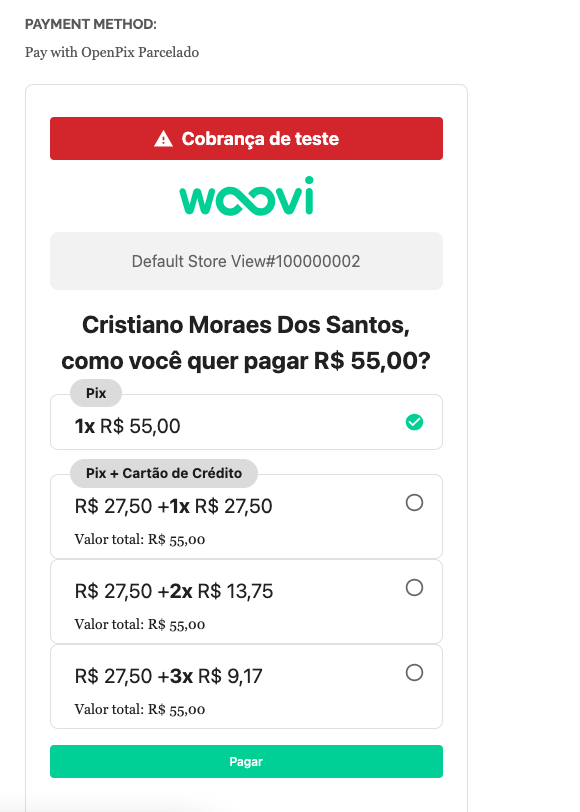 PAYMENT METHOD:
Pay with OpenPix Parcelado
Cobrança de teste
woovi
Default Store View#100000002
Cristiano Moraes Dos Santos,
como você quer pagar R$ 55,00?
Pix
1x R$ 55,00
Pix + Cartão de Crédito
R$ 27,50 +1x R$ 27,50
Valor total: R$ 55,00
R$ 27,50 +2x R$ 13,75
Valor total: R$ 55,00
R$ 27,50 +3x R$ 9,17
Valor total: R$ 55,00
Pagar